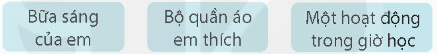 Bữa sáng
của em
Bộ quần áo
em thích
Một hoạt động
trong giờ học